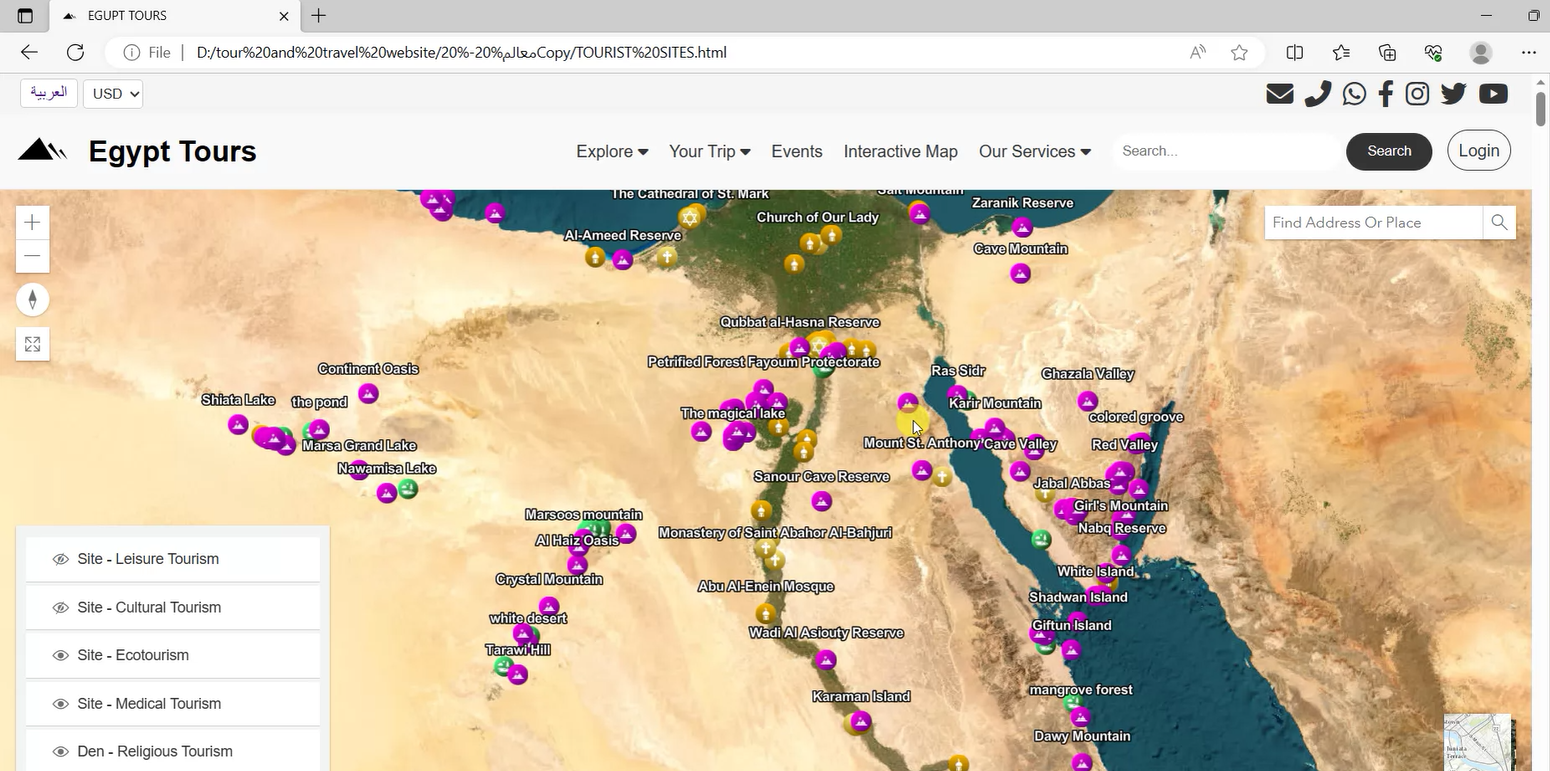 EGUPT TOURS
File
D:/tour%20and%20travel%20website/20%-20%معالمCopy/TOURIST%20SITES.html
العربية
USD
Egypt Tours
Explore
Your Trip
Events
Interactive Map
Our Services
Search...
Search
Login
Find Address Or Place
The Cathedral of St. Mark
Salt Mountain
Zaranik Reserve
Church of Our Lady
Al-Ameed Reserve
Cave Mountain
Qubbat al-Hasna Reserve
Petrified Forest Fayoum Protectorate
Continent Oasis
Ras Sidr
Ghazala Valley
Shiata Lake
the pond
Karir Mountain
The magical lake
colored groove
Marsa Grand Lake
Mount St. Anthony
Cave Valley
Red Valley
Nawamisa Lake
Sanour Cave Reserve
Jabal Abbas
Girl's Mountain
Marsoos mountain
Nabq Reserve
Al Haiz Oasis
Monastery of Saint Abahor Al-Bahjuri
Crystal Mountain
White Island
Abu Al-Enein Mosque
Shadwan Island
white desert
Giftun Island
Wadi Al Asiouty Reserve
Tarawi Hill
Karaman Island
mangrove forest
Dawy Mountain
Site - Leisure Tourism
Site - Cultural Tourism
Site - Ecotourism
Site - Medical Tourism
Den - Religious Tourism